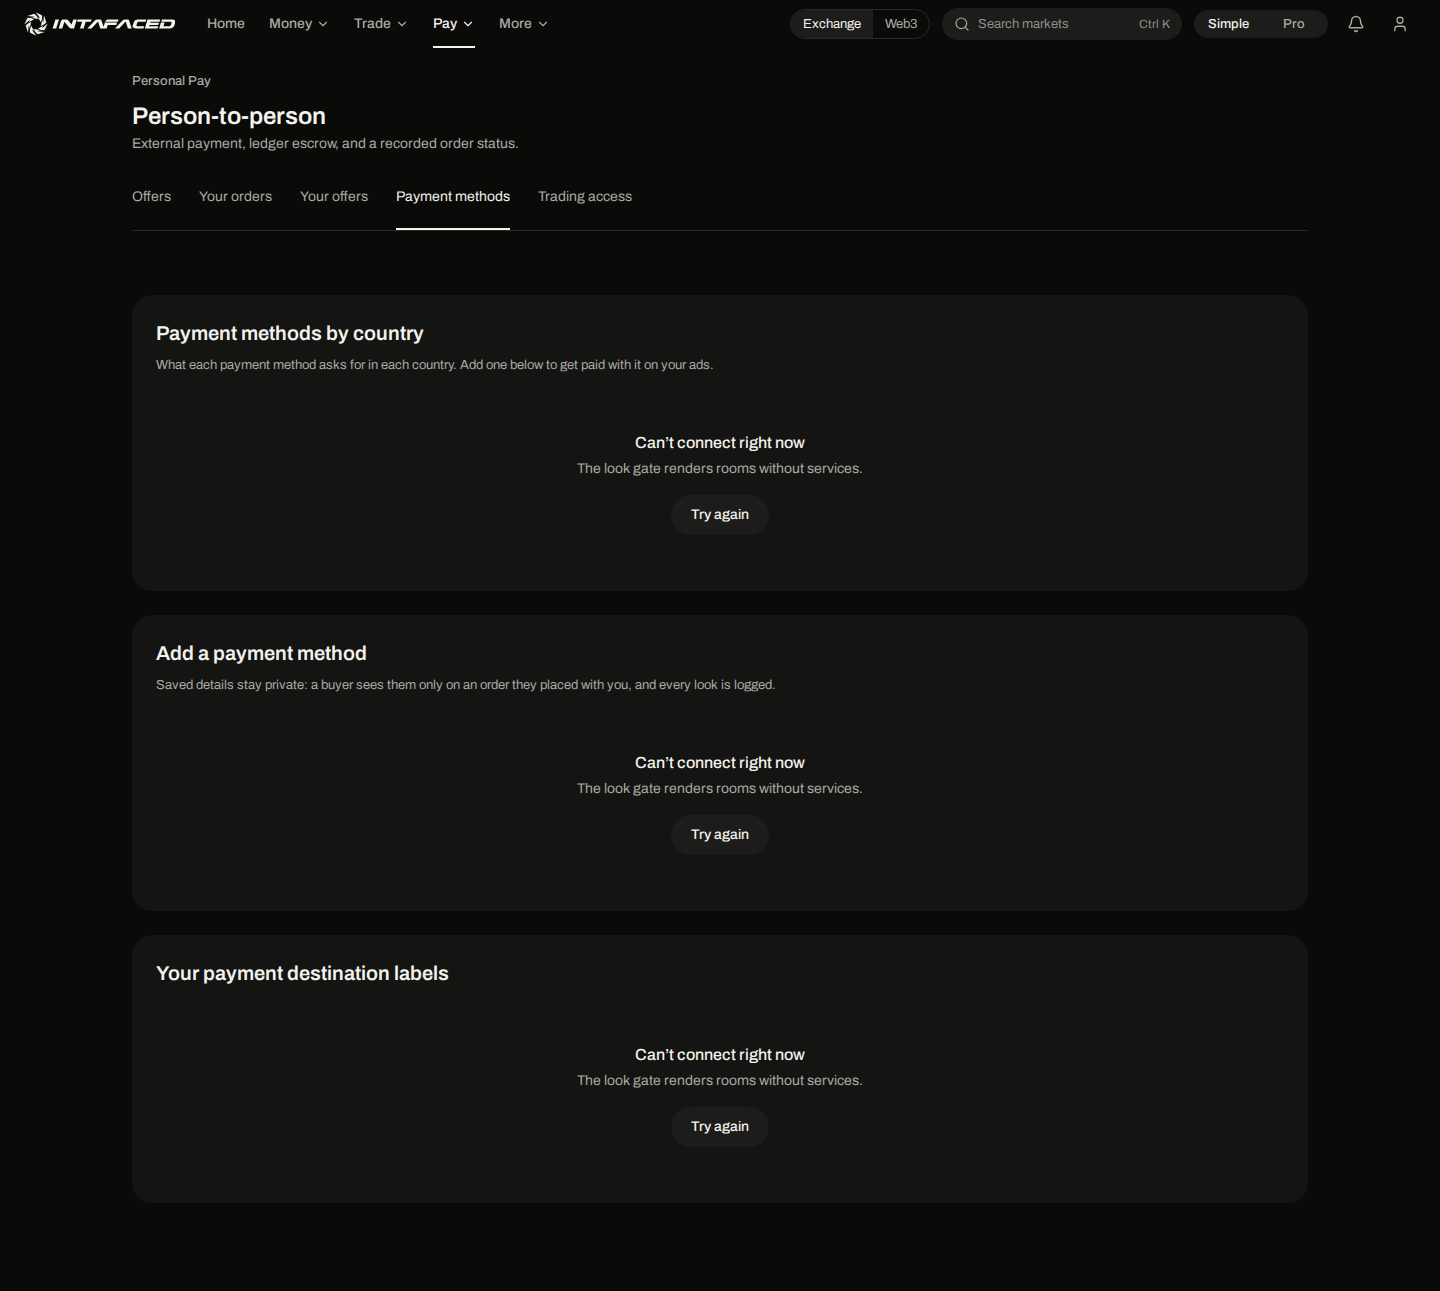 INTAFACED
Home
Money
Trade
Pay
More
Exchange
Web3
Search markets
Ctrl K
Simple
Pro
Personal Pay
Person-to-person
External payment, ledger escrow, and a recorded order status.
Offers
Your orders
Your offers
Payment methods
Trading access
Payment methods by country
What each payment method asks for in each country. Add one below to get paid with it on your ads.
Can’t connect right now
The look gate renders rooms without services.
Try again
Add a payment method
Saved details stay private: a buyer sees them only on an order they placed with you, and every look is logged.
Can’t connect right now
The look gate renders rooms without services.
Try again
Your payment destination labels
Can’t connect right now
The look gate renders rooms without services.
Try again